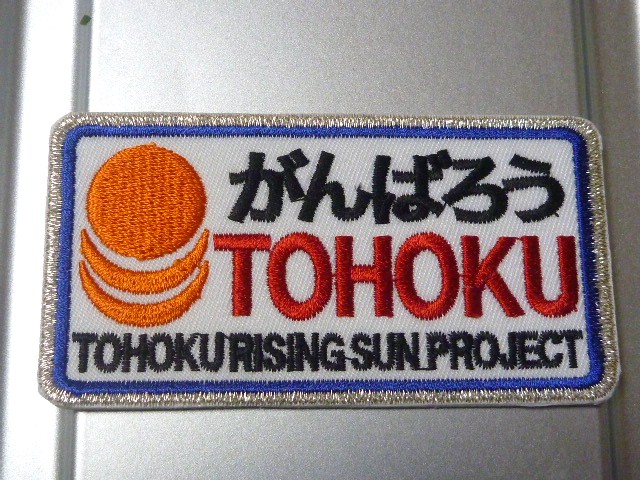 がんばろう
TOHOKU
TOHOKU RISING SUN PROJECT